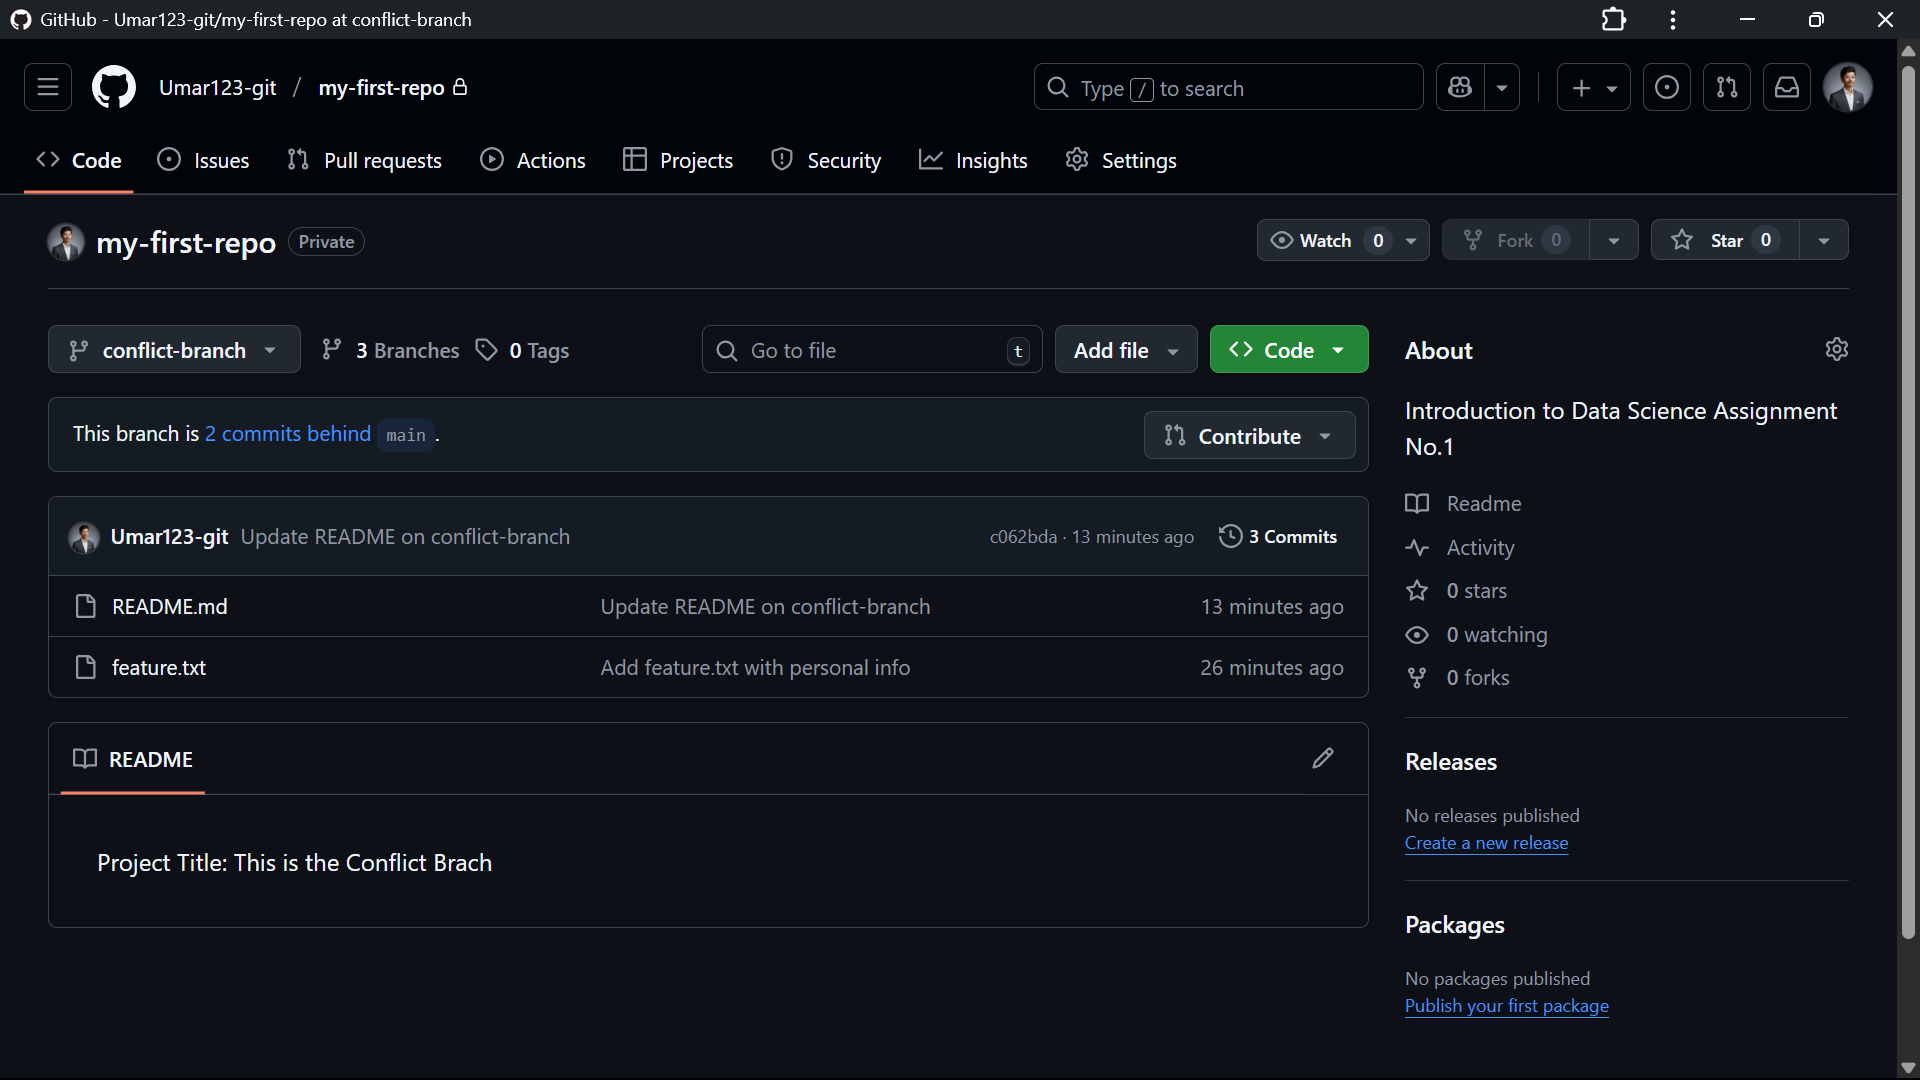 GitHub - Umar123-git/my-first-repo at conflict-branch
Umar123-git / my-first-repo
Type / to search
Code
Issues
Pull requests
Actions
Projects
Security
Insights
Settings
my-first-repo Private
Watch 0
Fork 0
Star 0
conflict-branch
3 Branches
0 Tags
Go to file t
Add file
Code
This branch is 2 commits behind main .
Contribute
Umar123-git Update README on conflict-branch c062bda · 13 minutes ago 3 Commits
README.md Update README on conflict-branch 13 minutes ago
feature.txt Add feature.txt with personal info 26 minutes ago
README
Project Title: This is the Conflict Brach
About
Introduction to Data Science Assignment
No.1
Readme
Activity
0 stars
0 watching
0 forks
Releases
No releases published
Create a new release
Packages
No packages published
Publish your first package